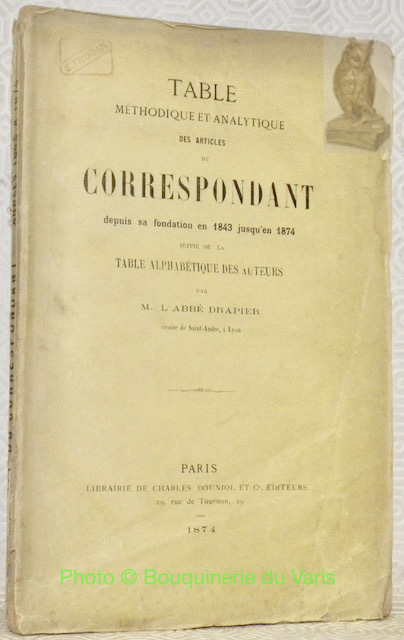 TABLE
MÉTHODIQUE ET ANALYTIQUE
DES ARTICLES
DU
CORRESPONDANT
depuis sa fondation en 1843 jusqu'en 1874
SUIVIE DE LA
TABLE ALPHABÉTIQUE DES AUTEURS
PAR
M. L'ABBÉ DRAPIER
vicaire de Saint-André, a Lyon
PARIS
LIBRAIRIE DE CHARLES DOUNIOL ET Cie, ÉDITEURS
29, rue de Tournon, 29
1874
DU CORRESPONDANT
Photo © Bouquinerie du Varis